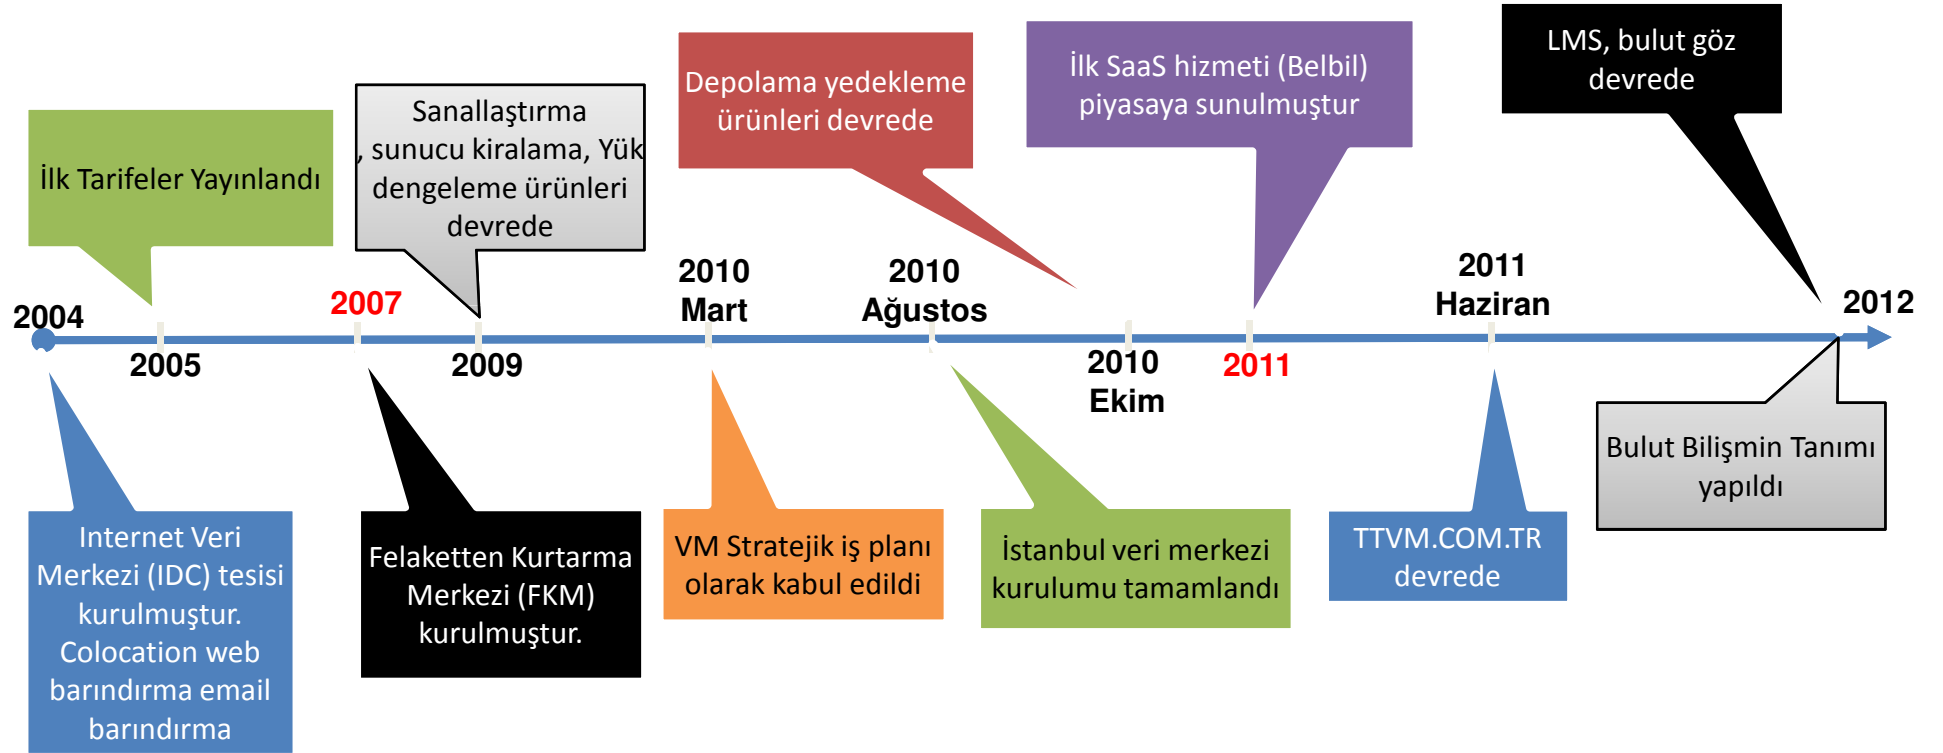 LMS, bulut göz
devrede
İlk SaaS hizmeti (Belbil)
piyasaya sunulmuştur
Depolama yedekleme
ürünleri devrede
Sanallaştırma
, sunucu kiralama, Yük
dengeleme ürünleri
devrede
İlk Tarifeler Yayınlandı
2004
2005
2007
2009
2010
Mart
2010
Ağustos
2010
Ekim
2011
2011
Haziran
2012
Internet Veri
Merkezi (IDC) tesisi
kurulmuştur.
Colocation web
barındırma email
barındırma
Felaketten Kurtarma
Merkezi (FKM)
kurulmuştur.
VM Stratejik iş planı
olarak kabul edildi
İstanbul veri merkezi
kurulumu tamamlandı
TTVM.COM.TR
devrede
Bulut Bilişmin Tanımı
yapıldı